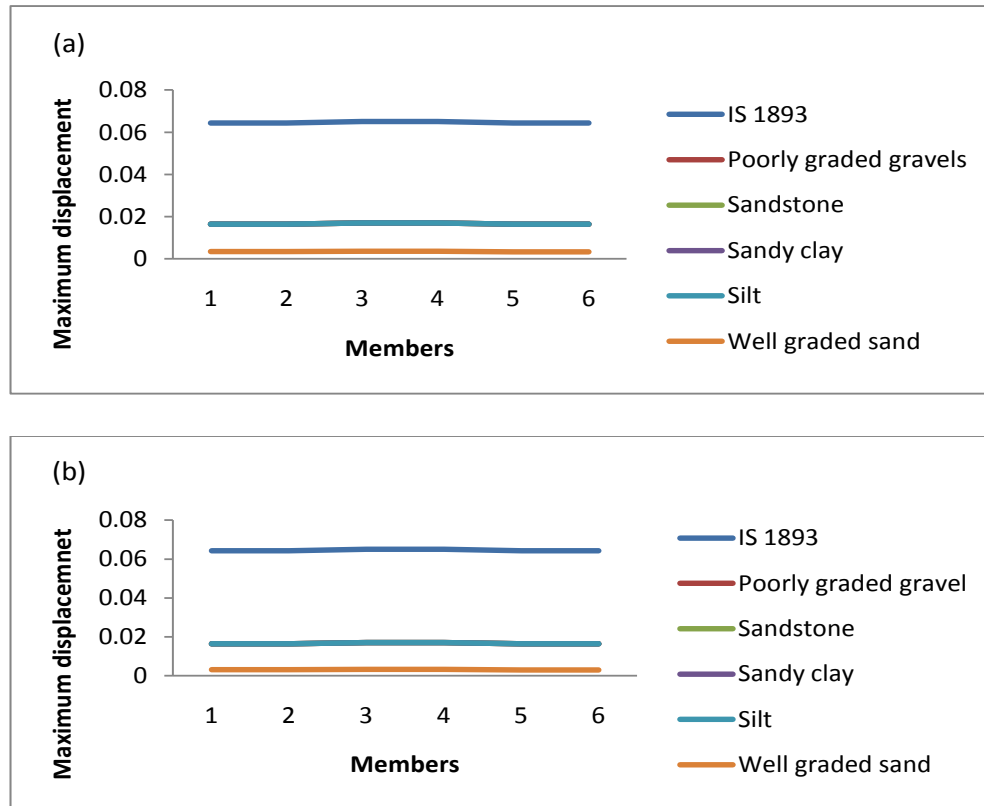 (a)
Maximum displacement
0.08
0.06
0.04
0.02
0
1 2 3 4 5 6
Members
IS 1893
Poorly graded gravels
Sandstone
Sandy clay
Silt
Well graded sand
(b)
Maximum displacemnet
0.08
0.06
0.04
0.02
0
1 2 3 4 5 6
Members
IS 1893
Poorly graded gravel
Sandstone
Sandy clay
Silt
Well graded sand